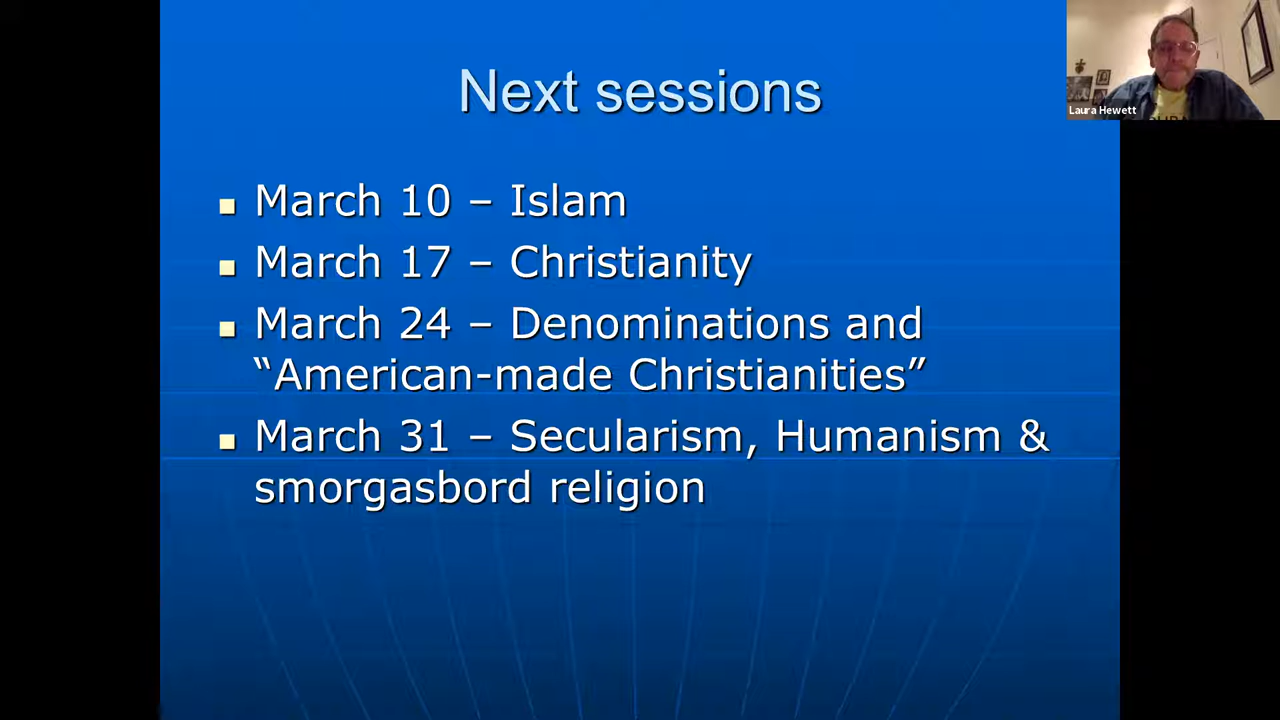 Next sessions
Laura Hewett
March 10 – Islam
March 17 – Christianity
March 24 – Denominations and
“American-made Christianities”
March 31 – Secularism, Humanism &
smorgasbord religion